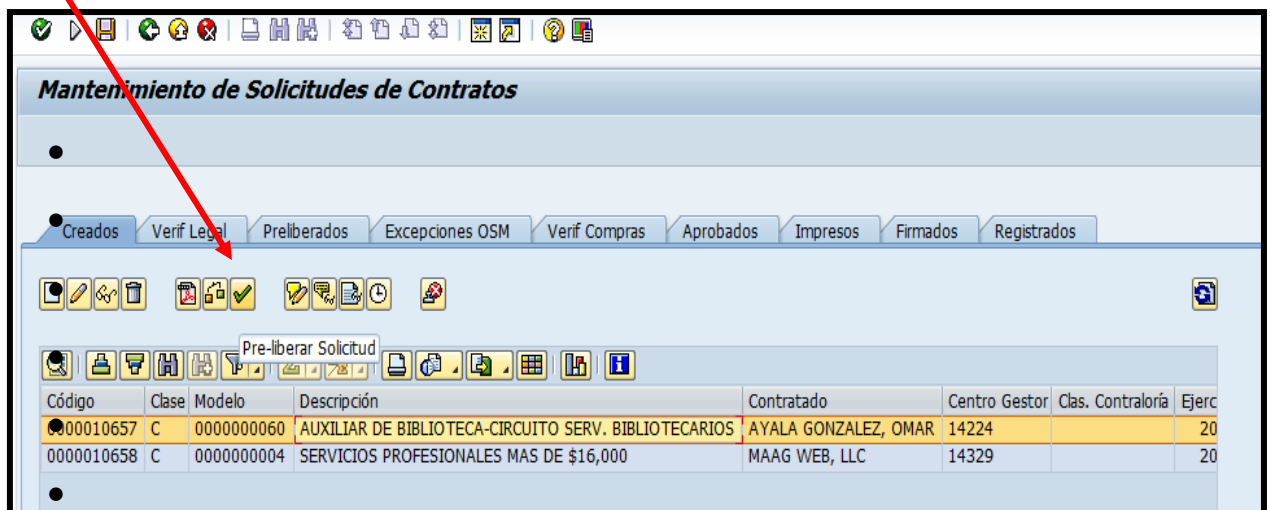 Mantenimiento de Solicitudes de Contratos
Creados Verif Legal Preliberados Excepciones OSM Verif Compras Aprobados Impresos Firmados Registrados
Pre-liberar Solicitud
Código Clase Modelo Descripción Contratado Centro Gestor Clas. Contraloría Ejerc
0000010657 C 0000000060 AUXILIAR DE BIBLIOTECA-CIRCUITO SERV. BIBLIOTECARIOS AYALA GONZALEZ, OMAR 14224 20
0000010658 C 0000000004 SERVICIOS PROFESIONALES MAS DE $16,000 MAAG WEB, LLC 14329 20